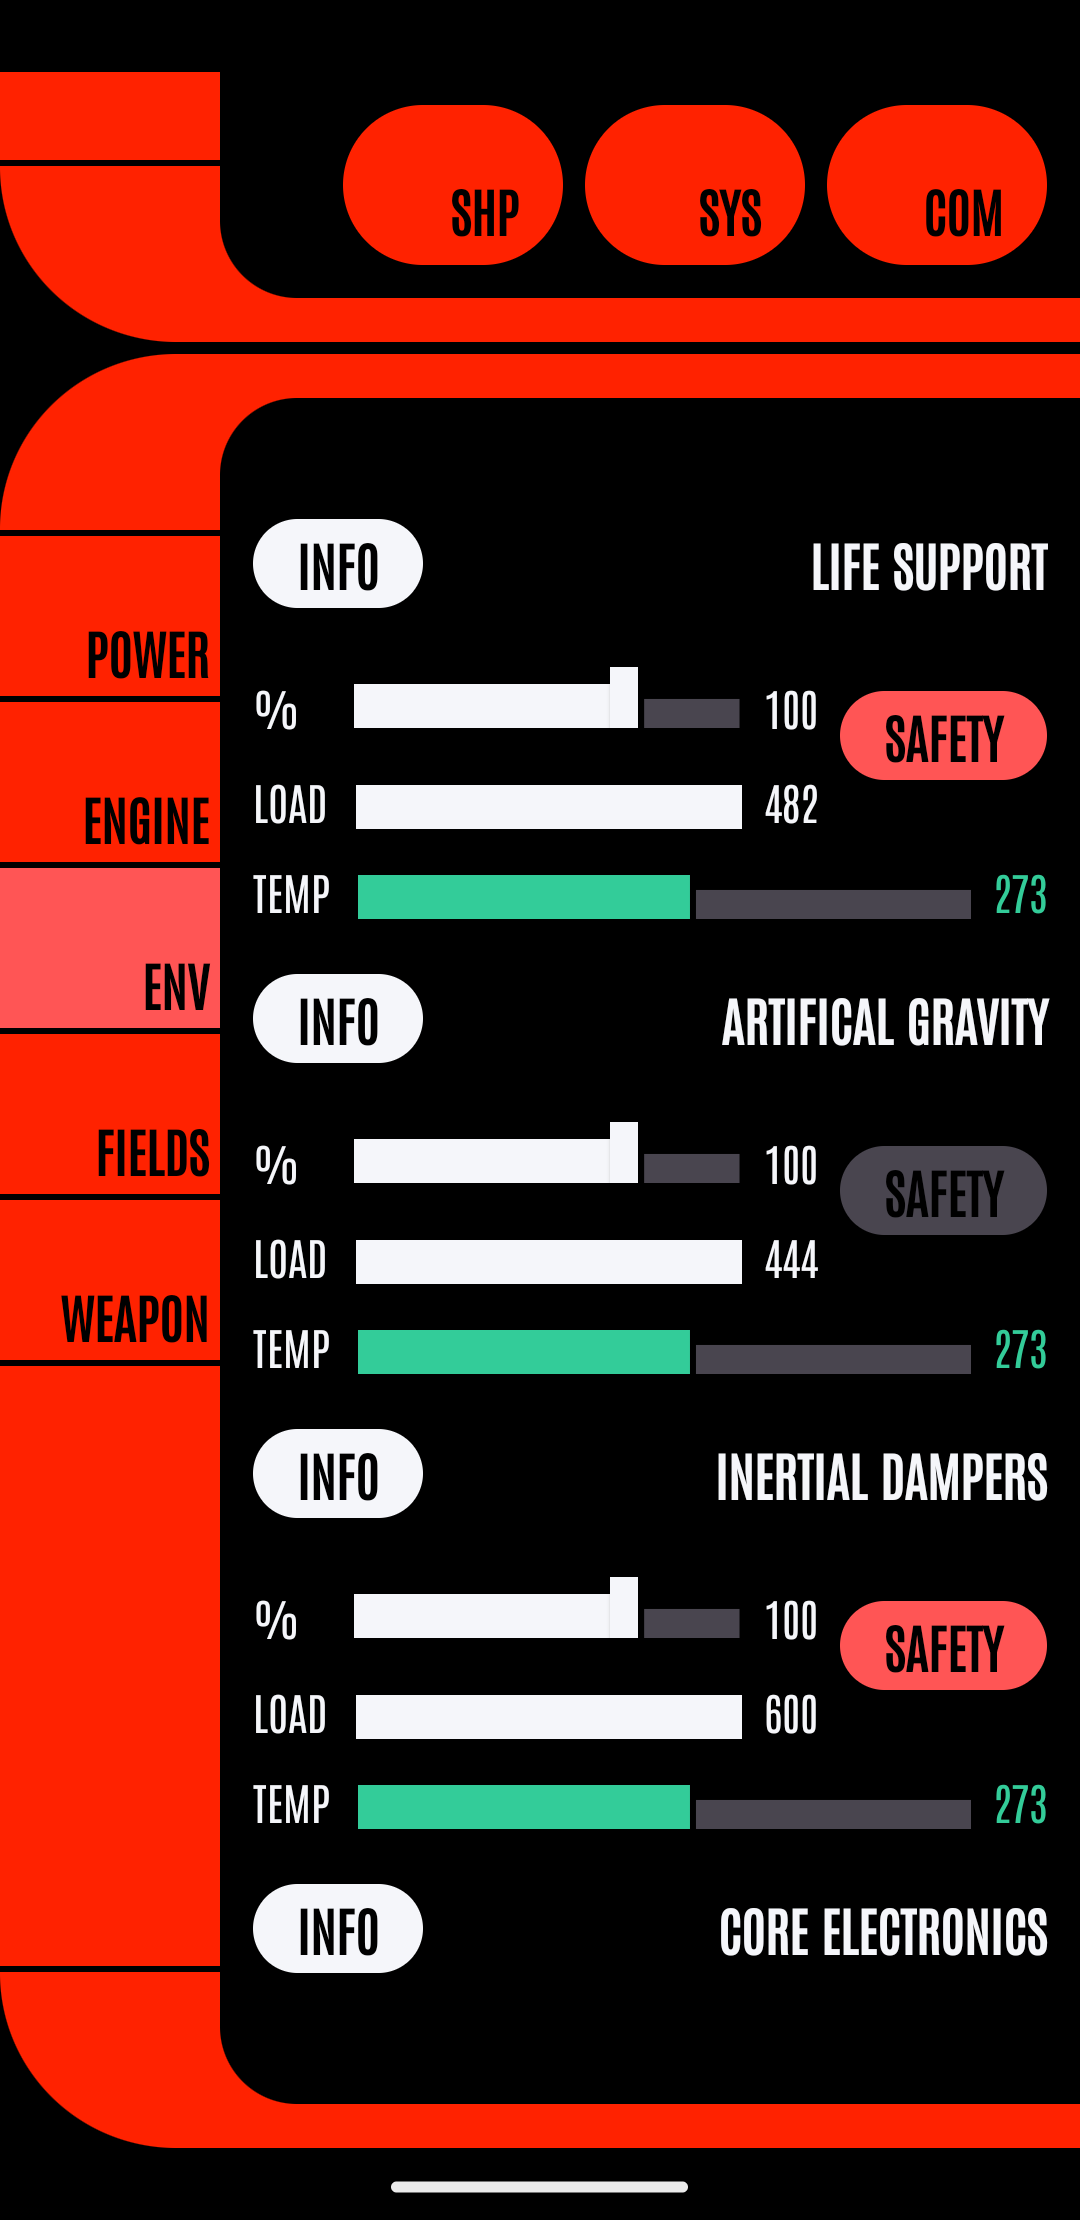 SHP SYS COM
INFO LIFE SUPPORT
POWER
% 100 SAFETY
LOAD 482
ENGINE
TEMP 273
ENV
INFO ARTIFICAL GRAVITY
FIELDS
% 100 SAFETY
LOAD 444
WEAPON
TEMP 273
INFO INERTIAL DAMPERS
% 100 SAFETY
LOAD 600
TEMP 273
INFO CORE ELECTRONICS